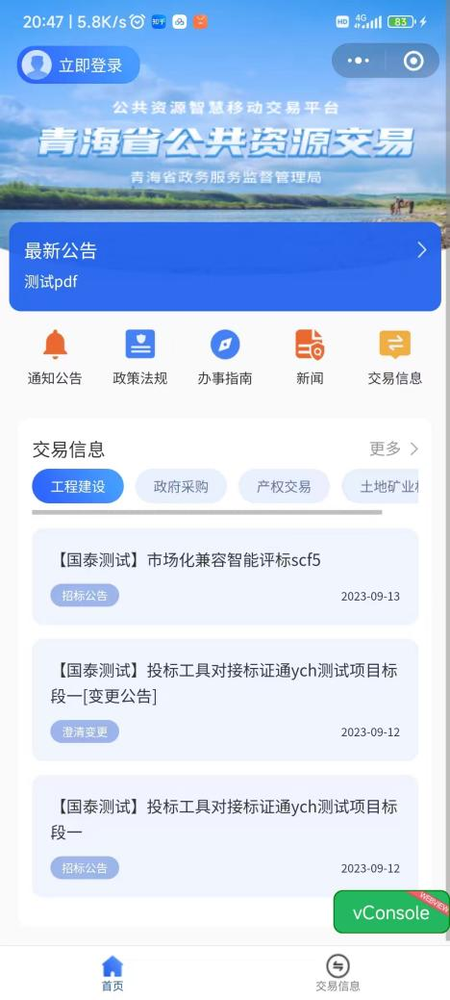 20:47 | 5.8K/s 知乎 HD 4G 83
立即登录
公共资源智慧移动交易平台
青海省公共资源交易
青海省政务服务监督管理局
最新公告
测试pdf
通知公告 政策法规 办事指南 新闻 交易信息
交易信息 更多
工程建设 政府采购 产权交易 土地矿业
【国泰测试】市场化兼容智能评标scf5
招标公告 2023-09-13
【国泰测试】投标工具对接标证通ych测试项目标
段一[变更公告]
澄清变更 2023-09-12
【国泰测试】投标工具对接标证通ych测试项目标
段一
招标公告 2023-09-12
WEBVIEW
vConsole
首页 交易信息